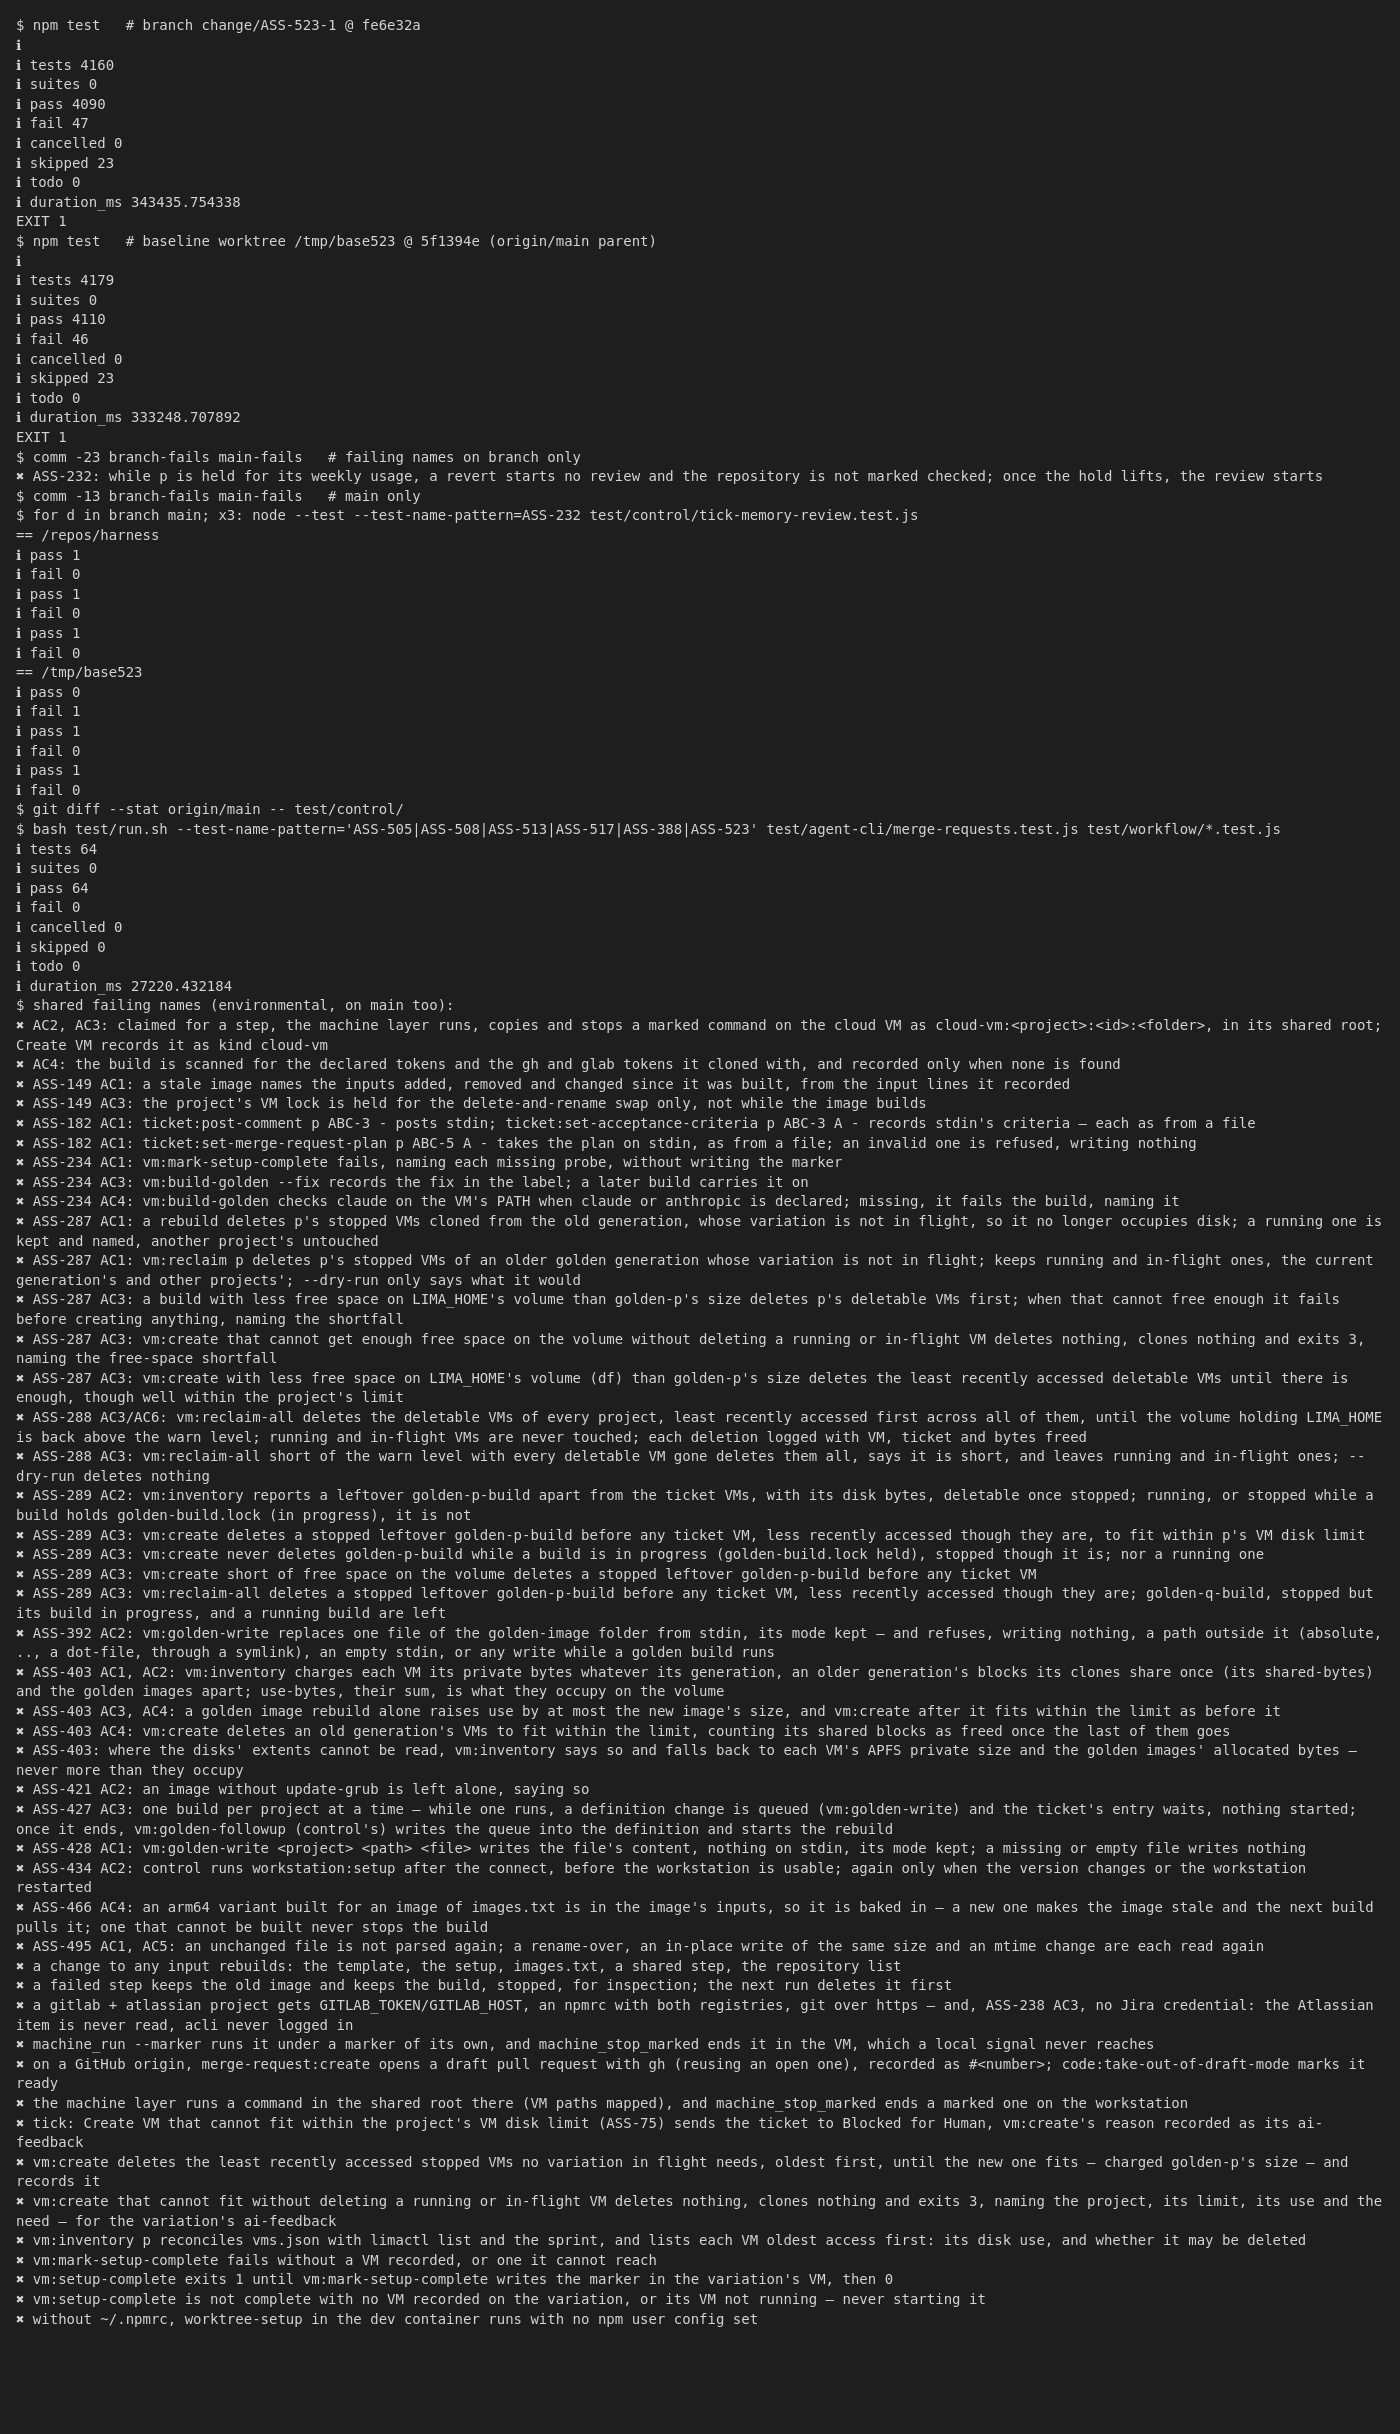 $ npm test   # branch change/ASS-523-1 @ fe6e32a
ℹ
ℹ tests 4160
ℹ suites 0
ℹ pass 4090
ℹ fail 47
ℹ cancelled 0
ℹ skipped 23
ℹ todo 0
ℹ duration_ms 343435.754338
EXIT 1
$ npm test   # baseline worktree /tmp/base523 @ 5f1394e (origin/main parent)
ℹ
ℹ tests 4179
ℹ suites 0
ℹ pass 4110
ℹ fail 46
ℹ cancelled 0
ℹ skipped 23
ℹ todo 0
ℹ duration_ms 333248.707892
EXIT 1
$ comm -23 branch-fails main-fails   # failing names on branch only
✖ ASS-232: while p is held for its weekly usage, a revert starts no review and the repository is not marked checked; once the hold lifts, the review starts
$ comm -13 branch-fails main-fails   # main only
$ for d in branch main; x3: node --test --test-name-pattern=ASS-232 test/control/tick-memory-review.test.js
== /repos/harness
ℹ pass 1
ℹ fail 0
ℹ pass 1
ℹ fail 0
ℹ pass 1
ℹ fail 0
== /tmp/base523
ℹ pass 0
ℹ fail 1
ℹ pass 1
ℹ fail 0
ℹ pass 1
ℹ fail 0
$ git diff --stat origin/main -- test/control/
$ bash test/run.sh --test-name-pattern='ASS-505|ASS-508|ASS-513|ASS-517|ASS-388|ASS-523' test/agent-cli/merge-requests.test.js test/workflow/*.test.js
ℹ tests 64
ℹ suites 0
ℹ pass 64
ℹ fail 0
ℹ cancelled 0
ℹ skipped 0
ℹ todo 0
ℹ duration_ms 27220.432184
$ shared failing names (environmental, on main too):
✖ AC2, AC3: claimed for a step, the machine layer runs, copies and stops a marked command on the cloud VM as cloud-vm:<project>:<id>:<folder>, in its shared root;
Create VM records it as kind cloud-vm
✖ AC4: the build is scanned for the declared tokens and the gh and glab tokens it cloned with, and recorded only when none is found
✖ ASS-149 AC1: a stale image names the inputs added, removed and changed since it was built, from the input lines it recorded
✖ ASS-149 AC3: the project's VM lock is held for the delete-and-rename swap only, not while the image builds
✖ ASS-182 AC1: ticket:post-comment p ABC-3 - posts stdin; ticket:set-acceptance-criteria p ABC-3 A - records stdin's criteria — each as from a file
✖ ASS-182 AC1: ticket:set-merge-request-plan p ABC-5 A - takes the plan on stdin, as from a file; an invalid one is refused, writing nothing
✖ ASS-234 AC1: vm:mark-setup-complete fails, naming each missing probe, without writing the marker
✖ ASS-234 AC3: vm:build-golden --fix records the fix in the label; a later build carries it on
✖ ASS-234 AC4: vm:build-golden checks claude on the VM's PATH when claude or anthropic is declared; missing, it fails the build, naming it
✖ ASS-287 AC1: a rebuild deletes p's stopped VMs cloned from the old generation, whose variation is not in flight, so it no longer occupies disk; a running one is
kept and named, another project's untouched
✖ ASS-287 AC1: vm:reclaim p deletes p's stopped VMs of an older golden generation whose variation is not in flight; keeps running and in-flight ones, the current
generation's and other projects'; --dry-run only says what it would
✖ ASS-287 AC3: a build with less free space on LIMA_HOME's volume than golden-p's size deletes p's deletable VMs first; when that cannot free enough it fails
before creating anything, naming the shortfall
✖ ASS-287 AC3: vm:create that cannot get enough free space on the volume without deleting a running or in-flight VM deletes nothing, clones nothing and exits 3,
naming the free-space shortfall
✖ ASS-287 AC3: vm:create with less free space on LIMA_HOME's volume (df) than golden-p's size deletes the least recently accessed deletable VMs until there is
enough, though well within the project's limit
✖ ASS-288 AC3/AC6: vm:reclaim-all deletes the deletable VMs of every project, least recently accessed first across all of them, until the volume holding LIMA_HOME
is back above the warn level; running and in-flight VMs are never touched; each deletion logged with VM, ticket and bytes freed
✖ ASS-288 AC3: vm:reclaim-all short of the warn level with every deletable VM gone deletes them all, says it is short, and leaves running and in-flight ones; --
dry-run deletes nothing
✖ ASS-289 AC2: vm:inventory reports a leftover golden-p-build apart from the ticket VMs, with its disk bytes, deletable once stopped; running, or stopped while a
build holds golden-build.lock (in progress), it is not
✖ ASS-289 AC3: vm:create deletes a stopped leftover golden-p-build before any ticket VM, less recently accessed though they are, to fit within p's VM disk limit
✖ ASS-289 AC3: vm:create never deletes golden-p-build while a build is in progress (golden-build.lock held), stopped though it is; nor a running one
✖ ASS-289 AC3: vm:create short of free space on the volume deletes a stopped leftover golden-p-build before any ticket VM
✖ ASS-289 AC3: vm:reclaim-all deletes a stopped leftover golden-p-build before any ticket VM, less recently accessed though they are; golden-q-build, stopped but
its build in progress, and a running build are left
✖ ASS-392 AC2: vm:golden-write replaces one file of the golden-image folder from stdin, its mode kept — and refuses, writing nothing, a path outside it (absolute,
.., a dot-file, through a symlink), an empty stdin, or any write while a golden build runs
✖ ASS-403 AC1, AC2: vm:inventory charges each VM its private bytes whatever its generation, an older generation's blocks its clones share once (its shared-bytes)
and the golden images apart; use-bytes, their sum, is what they occupy on the volume
✖ ASS-403 AC3, AC4: a golden image rebuild alone raises use by at most the new image's size, and vm:create after it fits within the limit as before it
✖ ASS-403 AC4: vm:create deletes an old generation's VMs to fit within the limit, counting its shared blocks as freed once the last of them goes
✖ ASS-403: where the disks' extents cannot be read, vm:inventory says so and falls back to each VM's APFS private size and the golden images' allocated bytes —
never more than they occupy
✖ ASS-421 AC2: an image without update-grub is left alone, saying so
✖ ASS-427 AC3: one build per project at a time — while one runs, a definition change is queued (vm:golden-write) and the ticket's entry waits, nothing started;
once it ends, vm:golden-followup (control's) writes the queue into the definition and starts the rebuild
✖ ASS-428 AC1: vm:golden-write <project> <path> <file> writes the file's content, nothing on stdin, its mode kept; a missing or empty file writes nothing
✖ ASS-434 AC2: control runs workstation:setup after the connect, before the workstation is usable; again only when the version changes or the workstation
restarted
✖ ASS-466 AC4: an arm64 variant built for an image of images.txt is in the image's inputs, so it is baked in — a new one makes the image stale and the next build
pulls it; one that cannot be built never stops the build
✖ ASS-495 AC1, AC5: an unchanged file is not parsed again; a rename-over, an in-place write of the same size and an mtime change are each read again
✖ a change to any input rebuilds: the template, the setup, images.txt, a shared step, the repository list
✖ a failed step keeps the old image and keeps the build, stopped, for inspection; the next run deletes it first
✖ a gitlab + atlassian project gets GITLAB_TOKEN/GITLAB_HOST, an npmrc with both registries, git over https — and, ASS-238 AC3, no Jira credential: the Atlassian
item is never read, acli never logged in
✖ machine_run --marker runs it under a marker of its own, and machine_stop_marked ends it in the VM, which a local signal never reaches
✖ on a GitHub origin, merge-request:create opens a draft pull request with gh (reusing an open one), recorded as #<number>; code:take-out-of-draft-mode marks it
ready
✖ the machine layer runs a command in the shared root there (VM paths mapped), and machine_stop_marked ends a marked one on the workstation
✖ tick: Create VM that cannot fit within the project's VM disk limit (ASS-75) sends the ticket to Blocked for Human, vm:create's reason recorded as its ai-
feedback
✖ vm:create deletes the least recently accessed stopped VMs no variation in flight needs, oldest first, until the new one fits — charged golden-p's size — and
records it
✖ vm:create that cannot fit without deleting a running or in-flight VM deletes nothing, clones nothing and exits 3, naming the project, its limit, its use and the
need — for the variation's ai-feedback
✖ vm:inventory p reconciles vms.json with limactl list and the sprint, and lists each VM oldest access first: its disk use, and whether it may be deleted
✖ vm:mark-setup-complete fails without a VM recorded, or one it cannot reach
✖ vm:setup-complete exits 1 until vm:mark-setup-complete writes the marker in the variation's VM, then 0
✖ vm:setup-complete is not complete with no VM recorded on the variation, or its VM not running — never starting it
✖ without ~/.npmrc, worktree-setup in the dev container runs with no npm user config set